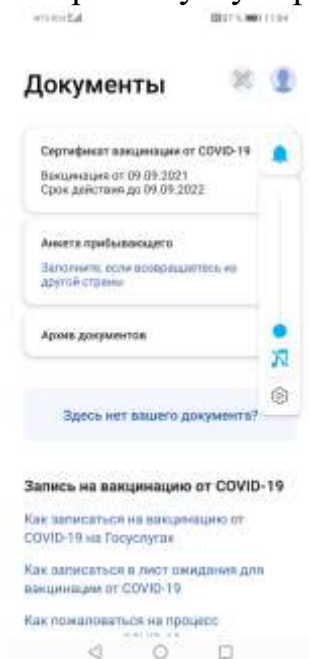 Документы
Сертификат вакцинации от COVID-19
Вакцинация от 09.09.2021
Срок действия до 09.09.2022
Анкета прибывающего
Заполните, если возвращаетесь из
другой страны
Архив документов
Здесь нет вашего документа?
Запись на вакцинацию от COVID-19
Как записаться на вакцинацию от
COVID-19 на Госуслугах
Как записаться в лист ожидания для
вакцинации от COVID-19
Как пожаловаться на процесс